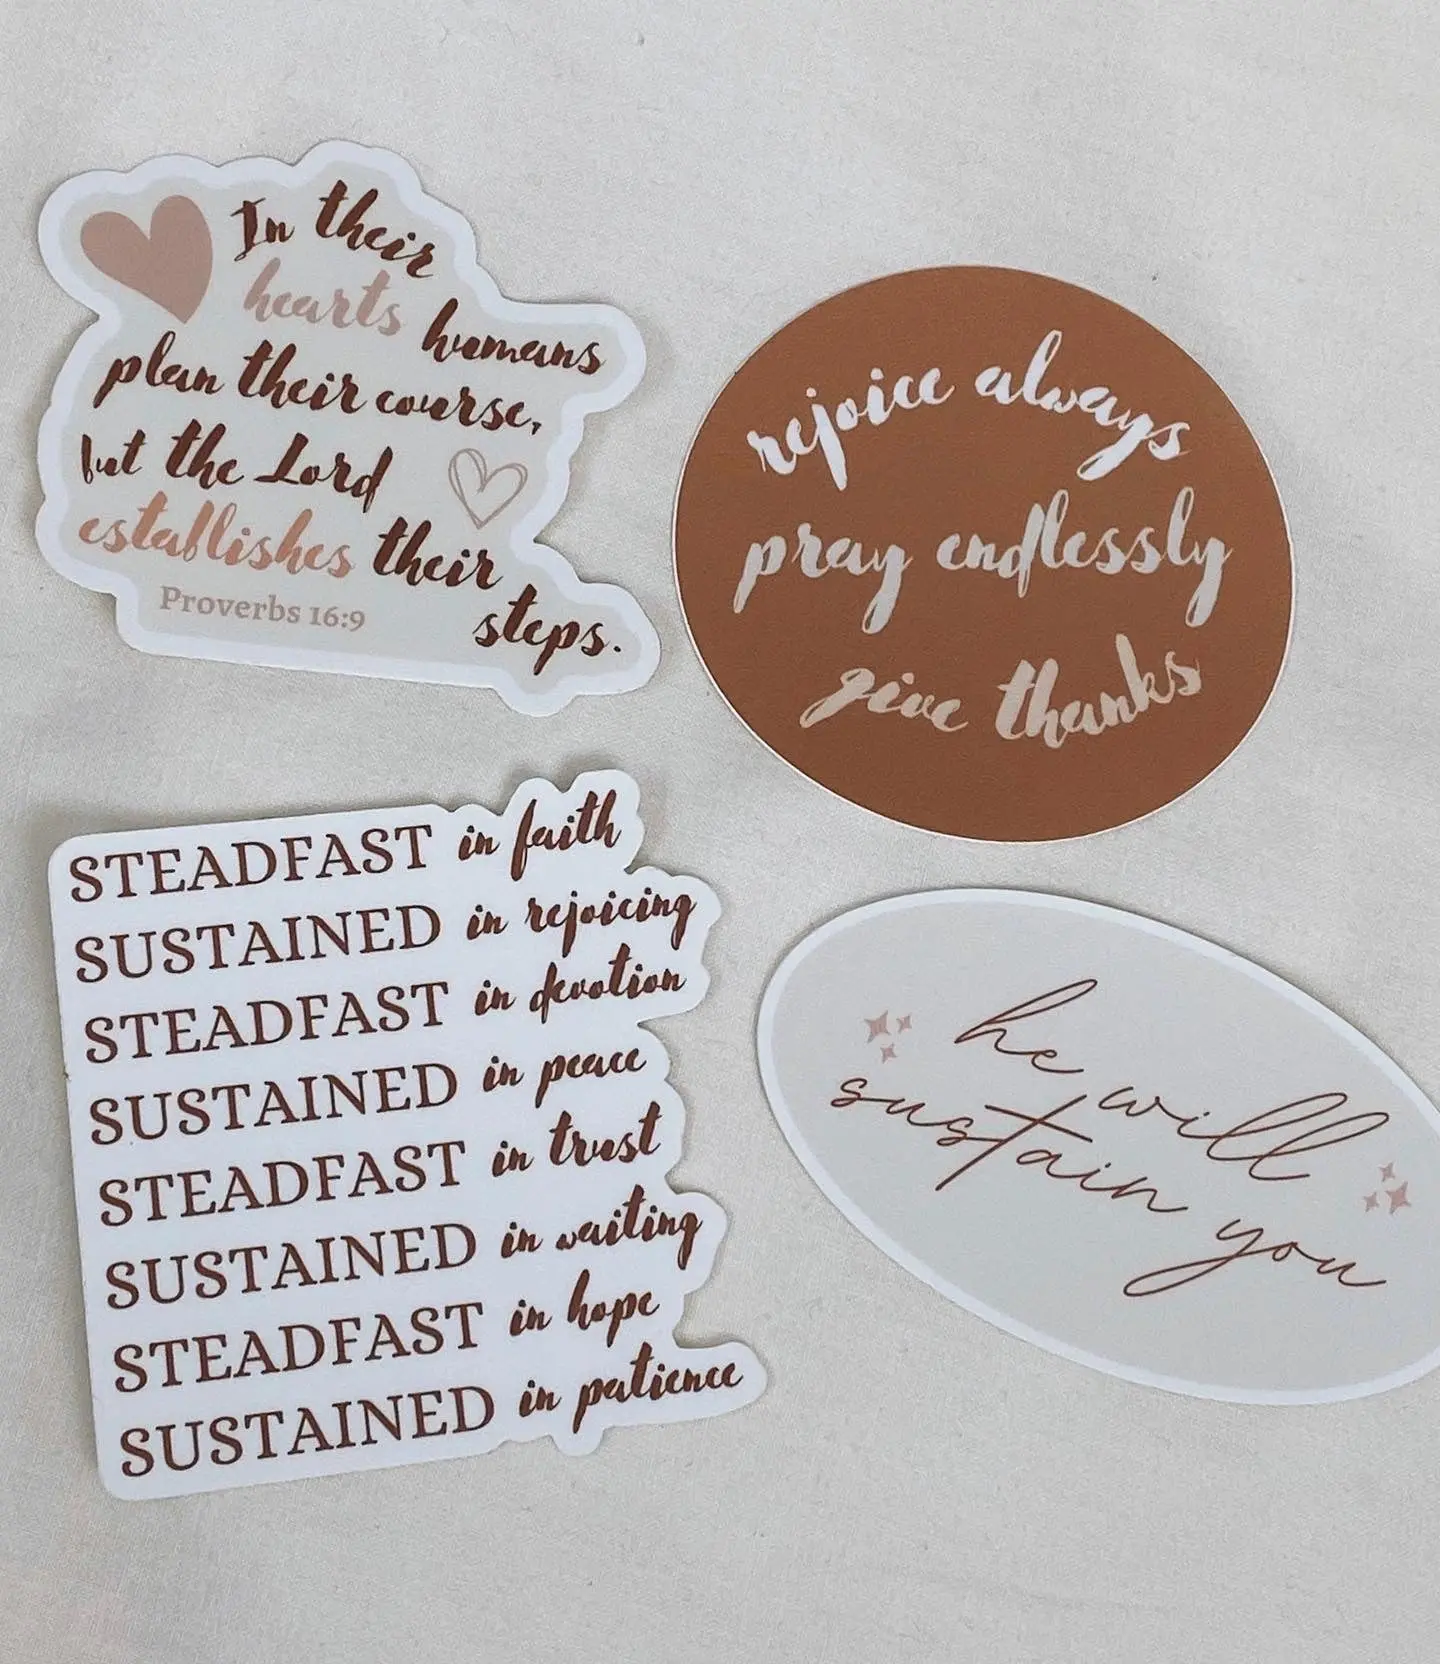 In their
hearts humans
plan their course,
but the Lord
establishes their
steps.
Proverbs 16:9
rejoice always
pray endlessly
give thanks
STEADFAST in faith
SUSTAINED in rejoicing
STEADFAST in devotion
SUSTAINED in peace
STEADFAST in trust
SUSTAINED in waiting
STEADFAST in hope
SUSTAINED in patience
he will
sustain you